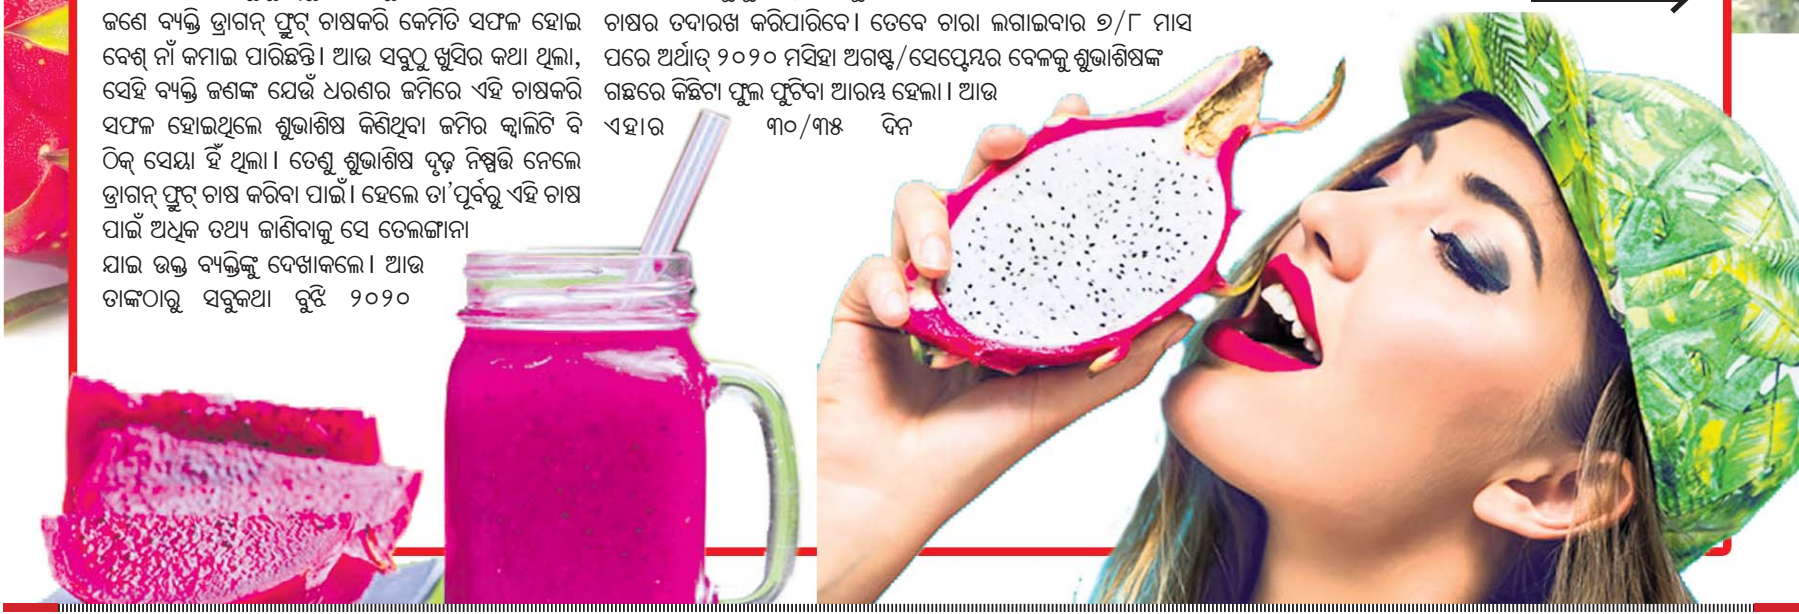 ଜଣେ ବ୍ୟକ୍ତି ଡ୍ରାଗନ୍ ଫ୍ରୁଟ୍ ଚାଷକରି କେମିତି ସଫଳ ହୋଇ
ବେଶ୍ ନାଁ କମାଇ ପାରିଛନ୍ତି। ଆଉ ସବୁଠୁ ଖୁସିର କଥା ଥିଲା,
ସେହି ବ୍ୟକ୍ତି ଜଣଙ୍କ ଯେଉଁ ଧରଣର ଜମିରେ ଏହି ଚାଷକରି
ସଫଳ ହୋଇଥିଲେ ଶୁଭାଶିଷ କିଣିଥିବା ଜମିର କ୍ୱାଲିଟି ବି
ଠିକ୍ ସେୟା ହିଁ ଥିଲା। ତେଣୁ ଶୁଭାଶିଷ ଦୃଢ଼ ନିଷ୍ପତ୍ତି ନେଲେ
ଡ୍ରାଗନ୍ ଫ୍ରୁଟ୍ ଚାଷ କରିବା ପାଇଁ। ହେଲେ ତା'ପୂର୍ବରୁ ଏହି ଚାଷ
ପାଇଁ ଅଧିକ ତଥ୍ୟ ଜାଣିବାକୁ ସେ ତେଲଙ୍ଗାନା
ଯାଇ ଉକ୍ତ ବ୍ୟକ୍ତିଙ୍କୁ ଦେଖାକଲେ। ଆଉ
ତାଙ୍କଠାରୁ ସବୁକଥା ବୁଝି ୨୦୨୦
ଚାଷର ତଦାରଖ କରିପାରିବେ। ତେବେ ଚାରା ଲଗାଇବାର ୭/୮ ମାସ
ପରେ ଅର୍ଥାତ୍ ୨୦୨୦ ମସିହା ଅଗଷ୍ଟ/ସେପ୍ଟେମ୍ବର ବେଳକୁ ଶୁଭାଶିଷଙ୍କ
ଗଛରେ କିଛିଟା ଫୁଲ ଫୁଟିବା ଆରମ୍ଭ ହେଲା। ଆଉ
ଏହାର ୩୦/୩୫ ଦିନ